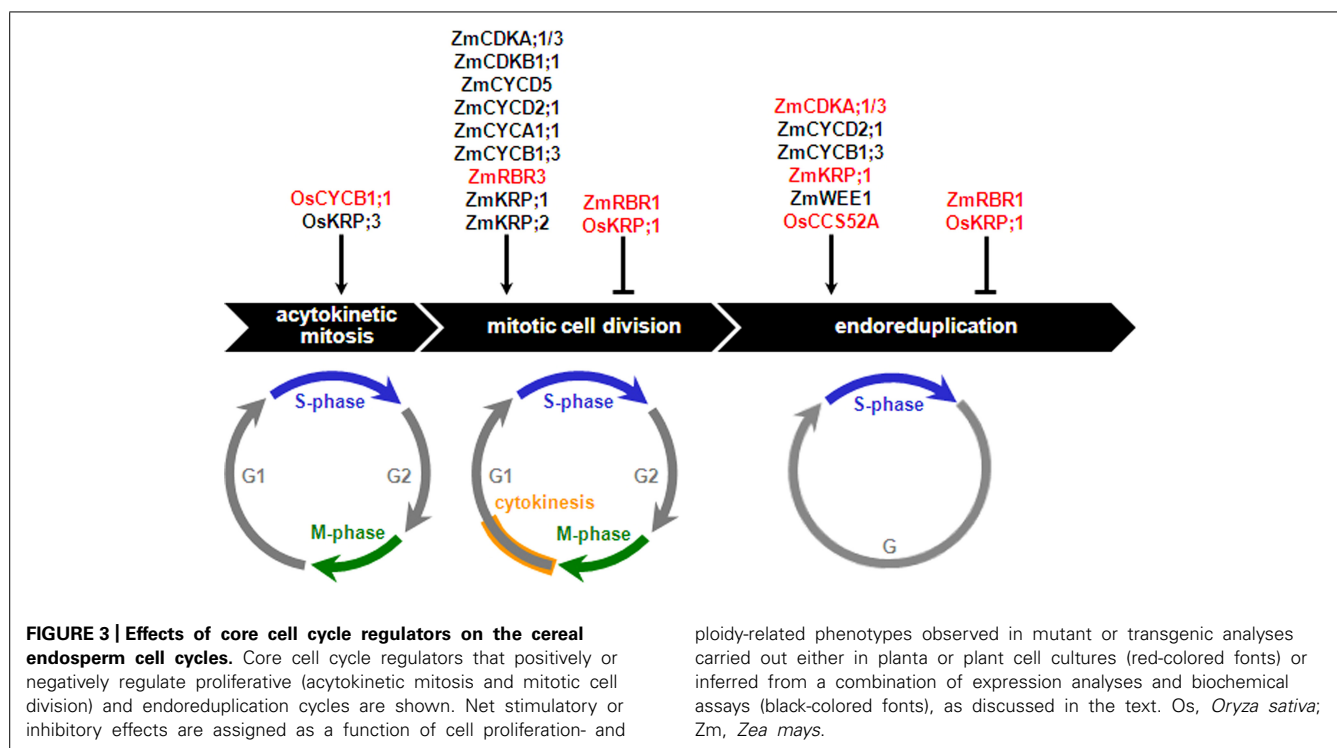 ZmCDKA;1/3
ZmCDKB1;1
ZmCYCD5
ZmCYCD2;1
ZmCYCA1;1
ZmCYCB1;3
ZmRBR3
ZmKRP;1
ZmKRP;2
OsCYCB1;1
OsKRP;3
ZmRBR1
OsKRP;1
ZmCDKA;1/3
ZmCYCD2;1
ZmCYCB1;3
ZmKRP;1
ZmWEE1
OsCCS52A
ZmRBR1
OsKRP;1
acytokinetic
mitosis
mitotic cell division
endoreduplication
S-phase
G1
G2
M-phase
S-phase
G1
G2
cytokinesis
M-phase
S-phase
G
FIGURE 3 | Effects of core cell cycle regulators on the cereal
endosperm cell cycles. Core cell cycle regulators that positively or
negatively regulate proliferative (acytokinetic mitosis and mitotic cell
division) and endoreduplication cycles are shown. Net stimulatory or
inhibitory effects are assigned as a function of cell proliferation- and
ploidy-related phenotypes observed in mutant or transgenic analyses
carried out either in planta or plant cell cultures (red-colored fonts) or
inferred from a combination of expression analyses and biochemical
assays (black-colored fonts), as discussed in the text. Os, Oryza sativa;
Zm, Zea mays.